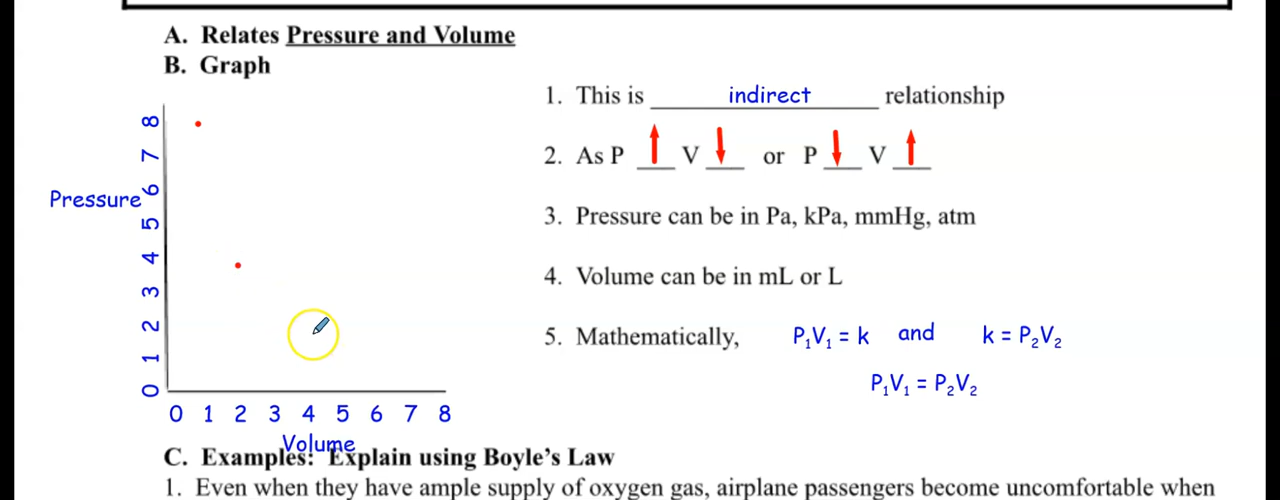 A. Relates Pressure and Volume
B. Graph
1. This is indirect relationship
2. As P V or P V
3. Pressure can be in Pa, kPa, mmHg, atm
4. Volume can be in mL or L
5. Mathematically, P₁V₁ = k and k = P₂V₂
P₁V₁ = P₂V₂
8
7
6
Pressure
5
4
3
2
1
0
0 1 2 3 4 5 6 7 8
Volume
C. Examples: Explain using Boyle's Law
1. Even when they have ample supply of oxygen gas, airplane passengers become uncomfortable when